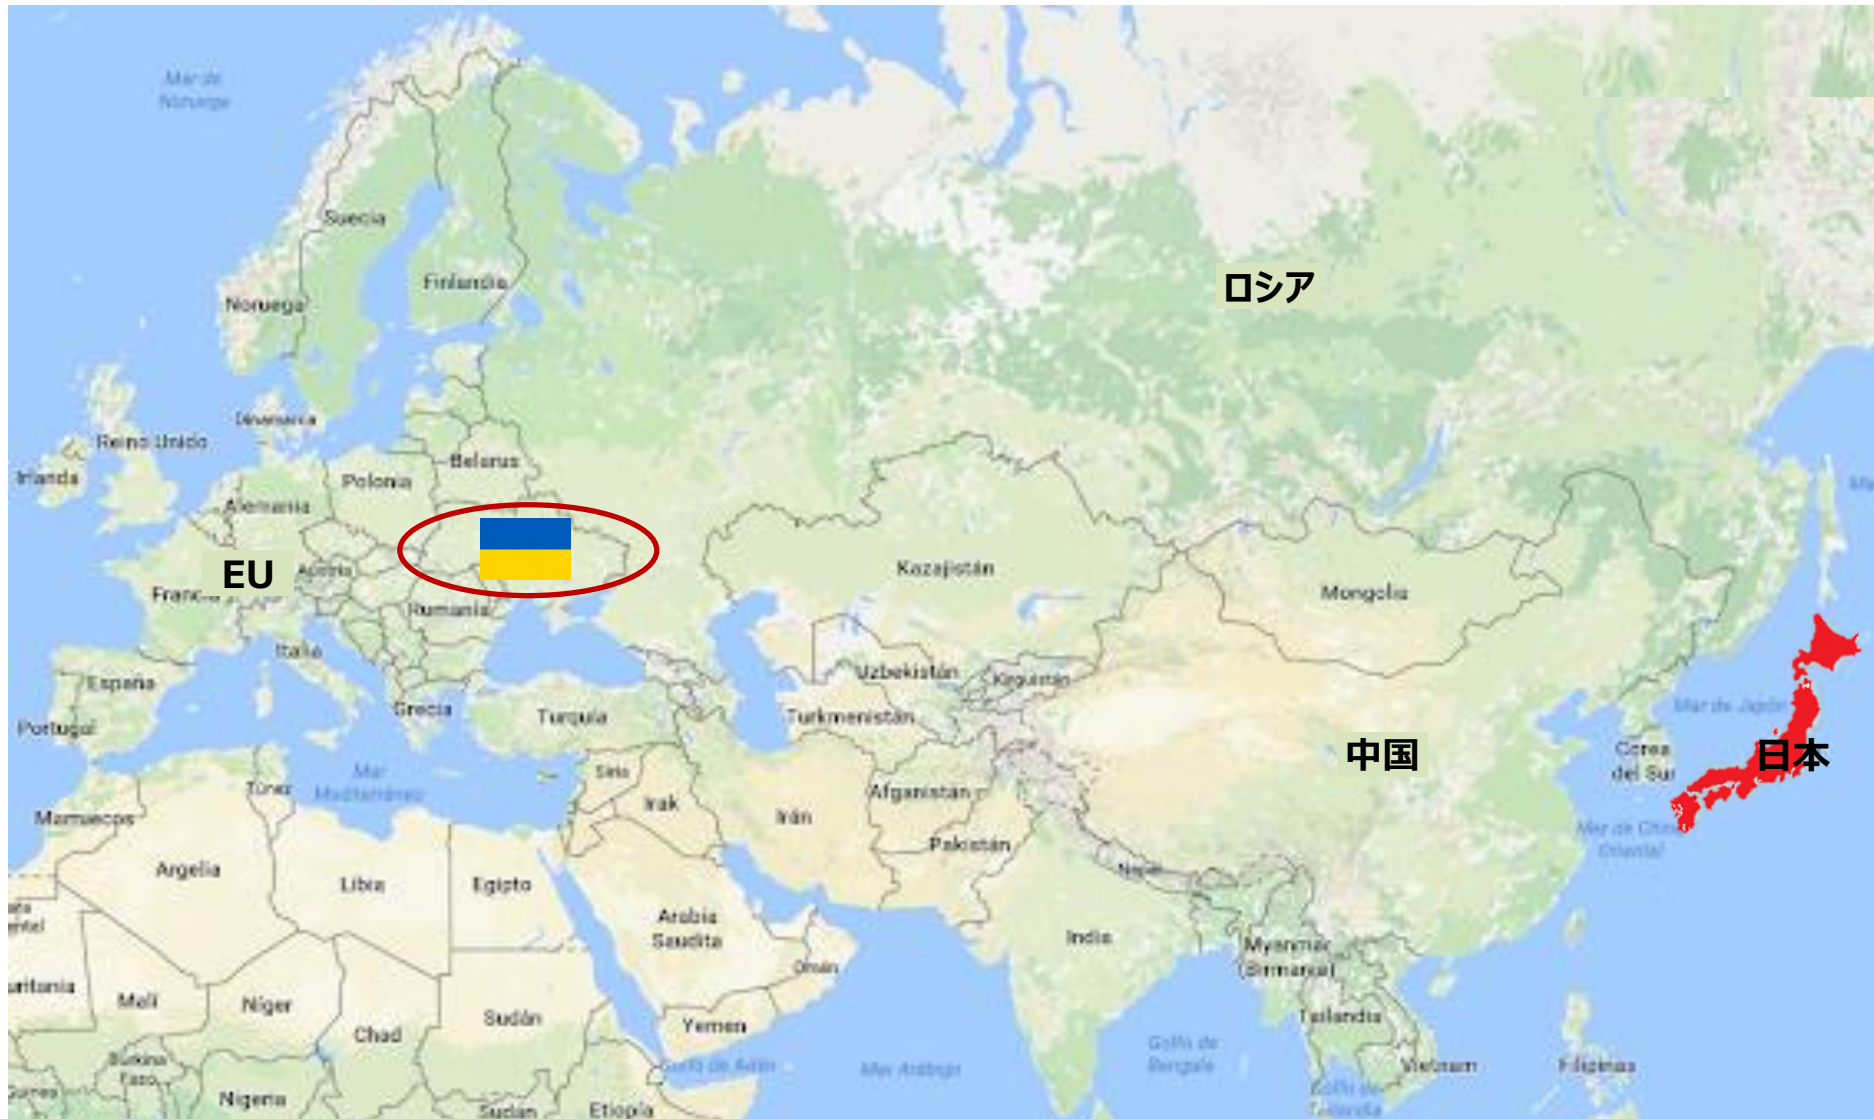 Mar de
Noruega
Suecia
Finlandia
ロシア
Noruega
Dinamarca
Reino Unido
Irlanda
Belarus
Polonia
Alemania
EU
Austria
Kazajistán
Mongolia
Rumania
Italia
España
Uzbekistán
Kirguistán
Portugal
Grecia
Turquía
Turkmenistán
Mar de Japón
中国
Corea
del Sur
日本
Túnez
Mar
Mediterráneo
Siria
Irak
Irán
Afganistán
Pakistán
Marruecos
Argelia
Libia
Egipto
Arabia
Saudita
Nepal
India
Myanmar
(Birmania)
Omán
Malí
Níger
Chad
Sudán
Yemen
Tailandia
Golfo de Adén
Mar Arábigo
Golfo de
Bengala
Vietnam
Filipinas
Burkina
Faso
Nigeria
Etiopía
Golfo de
Tailandia